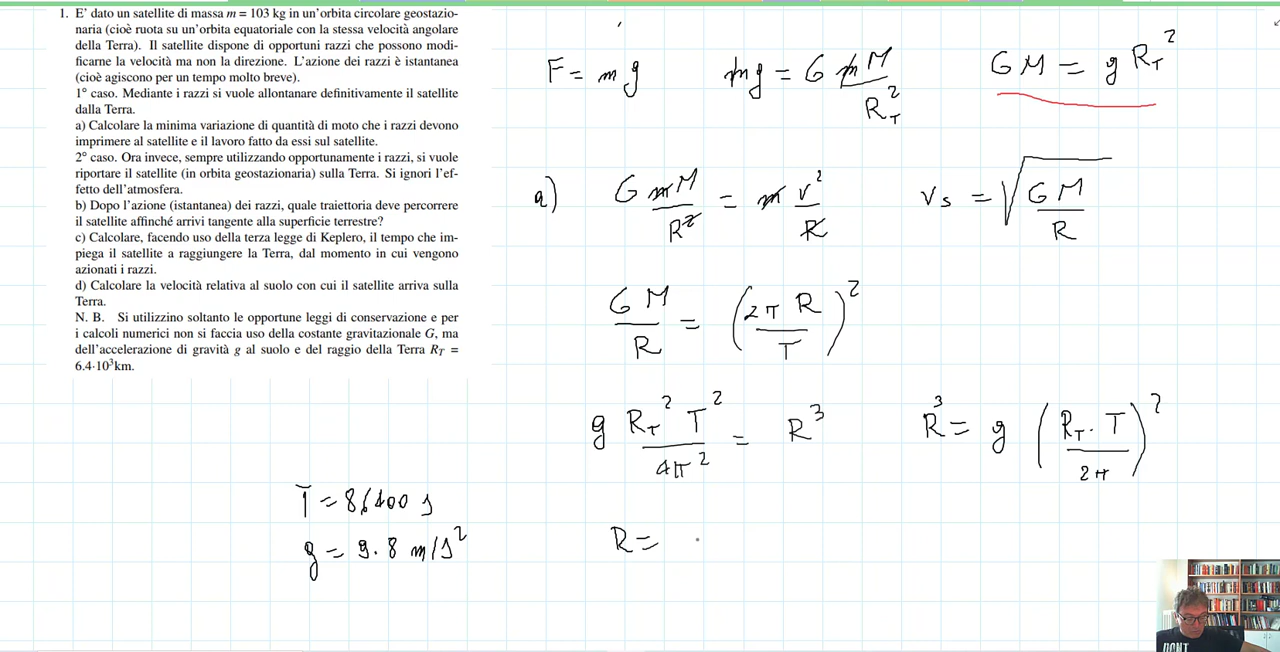 1. E' dato un satellite di massa m = 103 kg in un'orbita circolare geostazio-
naria (cioè ruota su un'orbita equatoriale con la stessa velocità angolare
della Terra). Il satellite dispone di opportuni razzi che possono modi-
ficarne la velocità ma non la direzione. L'azione dei razzi è istantanea
(cioè agiscono per un tempo molto breve).
1° caso. Mediante i razzi si vuole allontanare definitivamente il satellite
dalla Terra.
a) Calcolare la minima variazione di quantità di moto che i razzi devono
imprimere al satellite e il lavoro fatto da essi sul satellite.
2° caso. Ora invece, sempre utilizzando opportunamente i razzi, si vuole
riportare il satellite (in orbita geostazionaria) sulla Terra. Si ignori l'ef-
fetto dell'atmosfera.
b) Dopo l'azione (istantanea) dei razzi, quale traiettoria deve percorrere
il satellite affinché arrivi tangente alla superficie terrestre?
c) Calcolare, facendo uso della terza legge di Keplero, il tempo che im-
piega il satellite a raggiungere la Terra, dal momento in cui vengono
azionati i razzi.
d) Calcolare la velocità relativa al suolo con cui il satellite arriva sulla
Terra.
N. B. Si utilizzino soltanto le opportune leggi di conservazione e per
i calcoli numerici non si faccia uso della costante gravitazionale G, ma
dell'accelerazione di gravità g al suolo e del raggio della Terra R_T =
6.4·10³km.
F = mg   mg = G mM/R_T²   GM = g R_T²
a) G mM/R² = m v²/R   v_s = √(GM/R)
GM/R = (2π R/T)²
g R_T² T²/4π² = R³   R³ = g (R_T · T/2π)²
T = 86400 s
g = 9.8 m/s²
R =
DONT